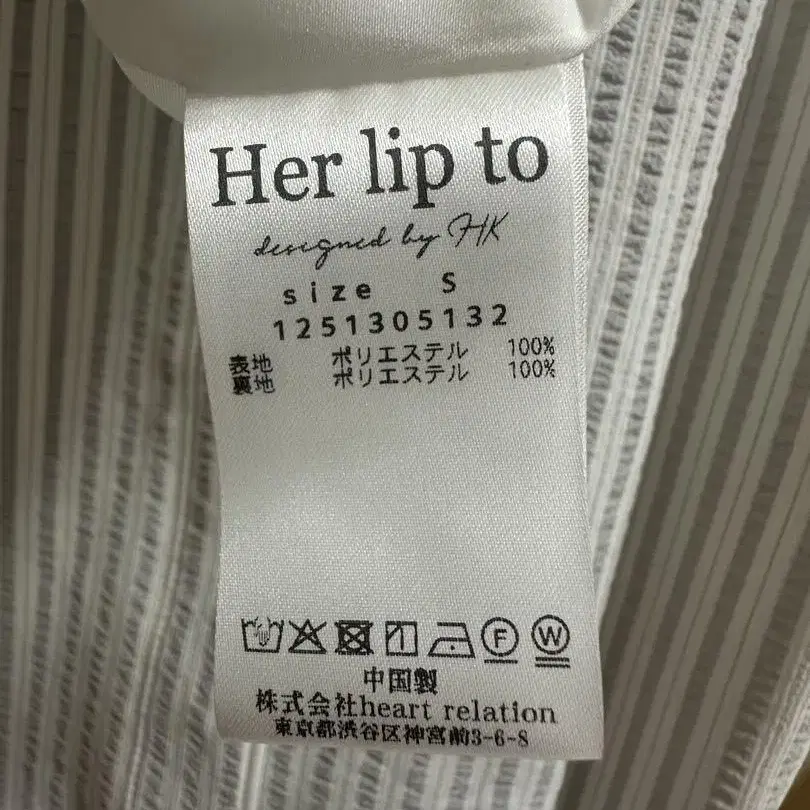 Her lip to
designed by HK
size S
1251305132
表地 ポリエステル 100%
裏地 ポリエステル 100%
F W
中国製
株式会社heart relation
東京都渋谷区神宮前3-6-8